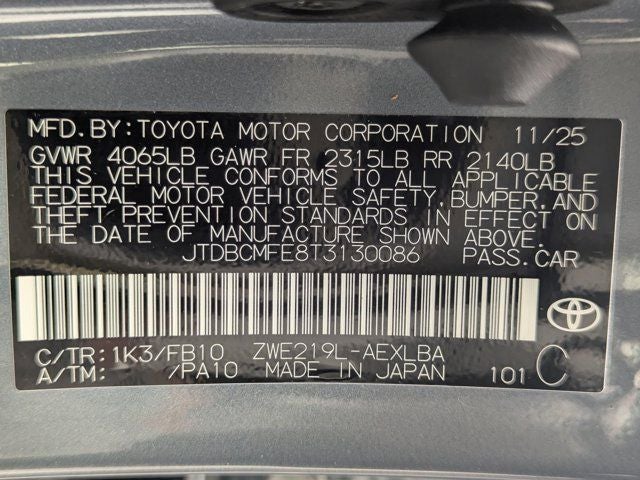 MFD.BY:TOYOTA MOTOR CORPORATION 11/25
GVWR 4065LB GAWR FR 2315LB RR 2140LB
THIS VEHICLE CONFORMS TO ALL APPLICABLE
FEDERAL MOTOR VEHICLE SAFETY,BUMPER,AND
THEFT PREVENTION STANDARDS IN EFFECT ON
THE DATE OF MANUFACTURE SHOWN ABOVE.
JTDBCMFE8T3130086 PASS.CAR
C/TR:1K3/FB10 ZWE219L-AEXLBA
A/TM: /PA10 MADE IN JAPAN 101 C